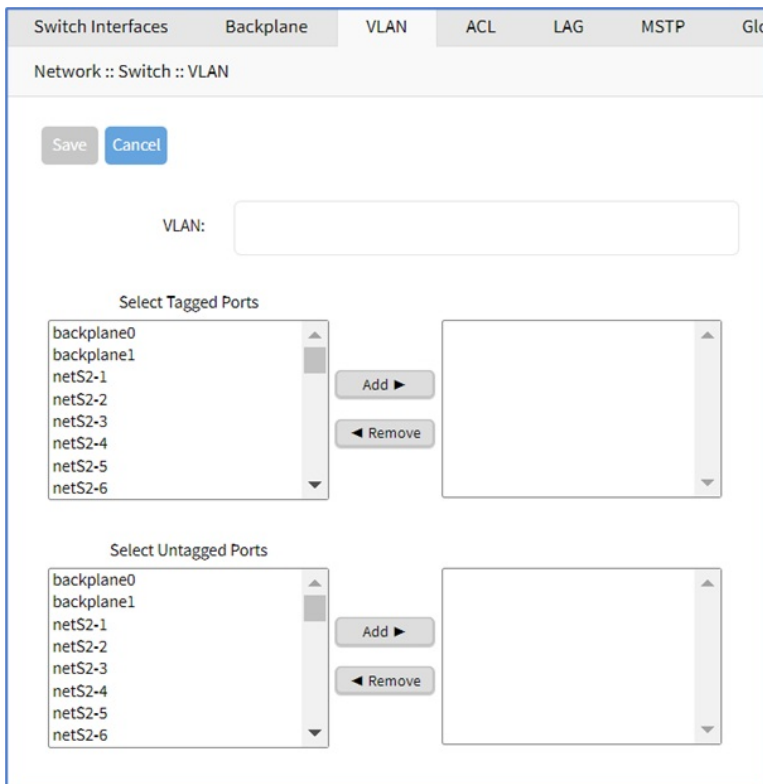 Switch Interfaces Backplane VLAN ACL LAG MSTP Glo
Network :: Switch :: VLAN
Save Cancel
VLAN:
Select Tagged Ports
backplane0
backplane1
netS2-1
netS2-2
netS2-3
netS2-4
netS2-5
netS2-6
Add ►
◄ Remove
Select Untagged Ports
backplane0
backplane1
netS2-1
netS2-2
netS2-3
netS2-4
netS2-5
netS2-6
Add ►
◄ Remove